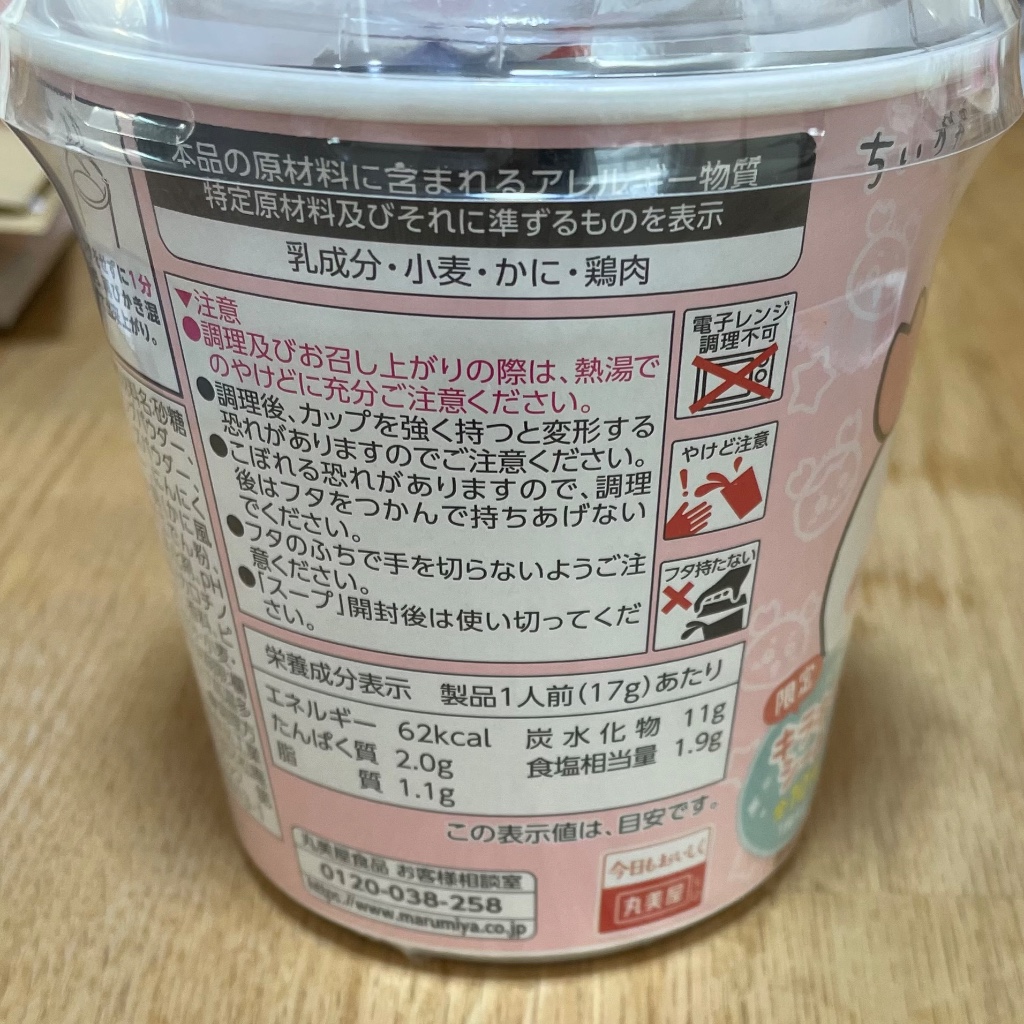 本品の原材料に含まれるアレルギー物質
特定原材料及びそれに準ずるものを表示
乳成分・小麦・かに・鶏肉
▼注意
●調理及びお召し上がりの際は、熱湯で
のやけどに充分ご注意ください。
●調理後、カップを強く持つと変形する
恐れがありますのでご注意ください。
●こぼれる恐れがありますので、調理
後はフタをつかんで持ちあげない
でください。
●フタのふちで手を切らないようご注
意ください。
●「スープ」開封後は使い切ってくだ
さい。
電子レンジ
調理不可
やけど注意
フタ持たない
栄養成分表示 製品1人前(17g)あたり
エネルギー 62kcal 炭水化物 11g
たんぱく質 2.0g 食塩相当量 1.9g
脂質 1.1g
この表示値は、目安です。
丸美屋食品 お客様相談室
0120-038-258
https://www.marumiya.co.jp
今日もおいしく
丸美屋
ちいかわ
限定
せずに1分
砂糖